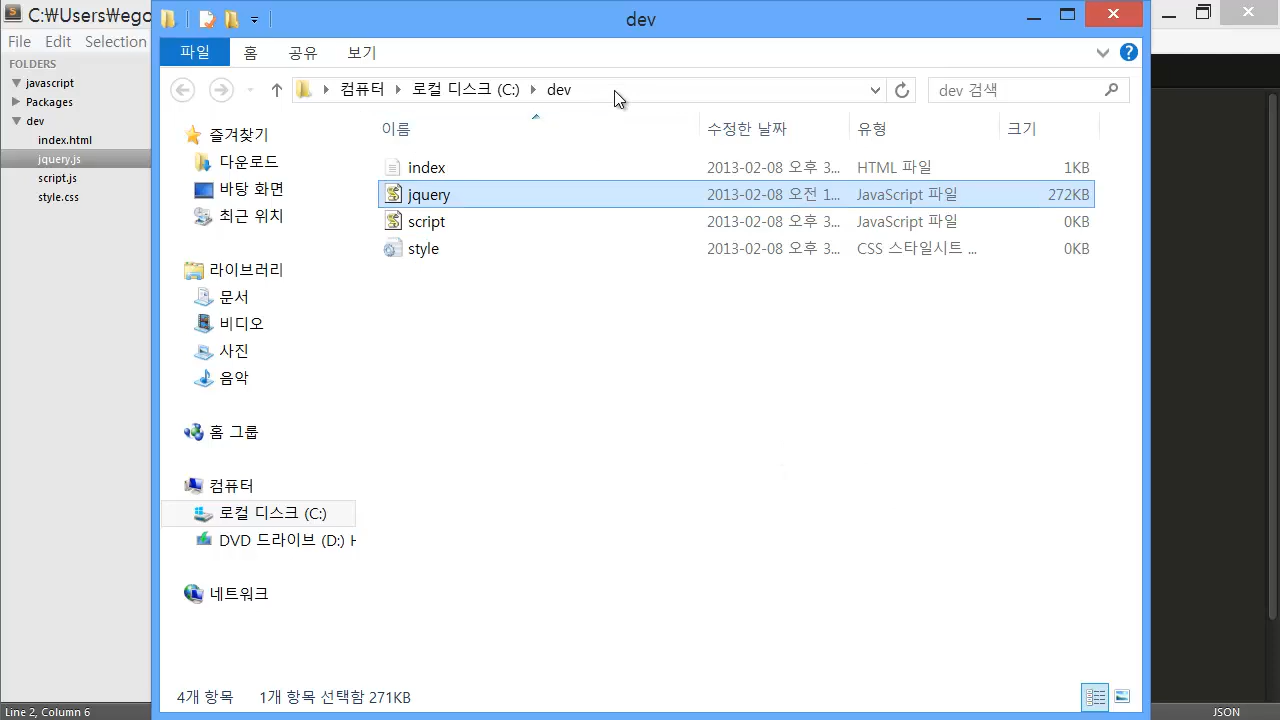 C:\Users\ego
dev
File Edit Selection
파일 홈 공유 보기
FOLDERS
javascript
Packages
dev
index.html
jquery.js
script.js
style.css
컴퓨터 로컬 디스크 (C:) dev
dev 검색
즐겨찾기
다운로드
바탕 화면
최근 위치
라이브러리
문서
비디오
사진
음악
홈 그룹
컴퓨터
로컬 디스크 (C:)
DVD 드라이브 (D:) H
네트워크
이름 수정한 날짜 유형 크기
index 2013-02-08 오후 3... HTML 파일 1KB
jquery 2013-02-08 오전 1... JavaScript 파일 272KB
script 2013-02-08 오후 3... JavaScript 파일 0KB
style 2013-02-08 오후 3... CSS 스타일시트 ... 0KB
4개 항목 1개 항목 선택함 271KB
Line 2, Column 6
JSON